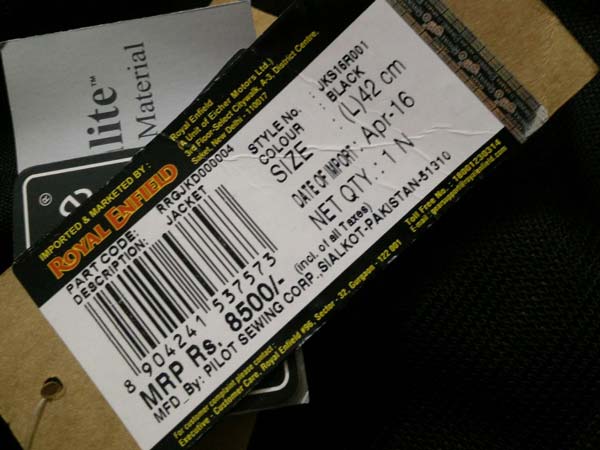 lite™
Material
IMPORTED & MARKETED BY:
ROYAL ENFIELD
Royal Enfield
(A Unit of Eicher Motors Ltd.)
3rd Floor-Select Citywalk, A-3, District Centre,
Saket, New Delhi - 110017
PART CODE: RRGJKD000004
DESCRIPTION: JACKET
STYLE No. : JKS15R001
COLOUR : BLACK
SIZE : (L)42 cm
DATE OF IMPORT: Apr-16
NET QTY.: 1 N
8 904241 537573
MRP Rs. 8500/- (incl. of all Taxes)
MFD_By: PILOT SEWING CORP.,SIALKOT-PAKISTAN-51310
For customer complaint please contact :
Executive - Customer Care, Royal Enfield #96, Sector - 32, Gurgaon - 122 001
Toll Free No.: 18001230314